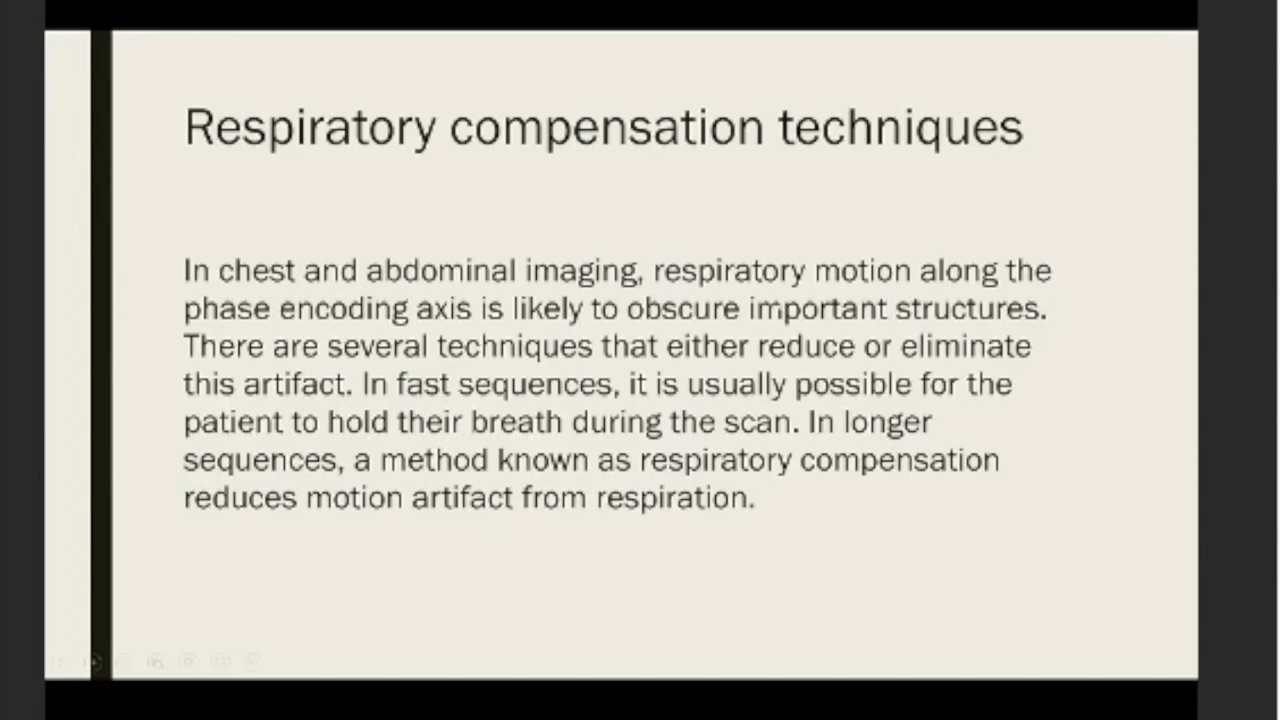 Respiratory compensation techniques
In chest and abdominal imaging, respiratory motion along the
phase encoding axis is likely to obscure important structures.
There are several techniques that either reduce or eliminate
this artifact. In fast sequences, it is usually possible for the
patient to hold their breath during the scan. In longer
sequences, a method known as respiratory compensation
reduces motion artifact from respiration.